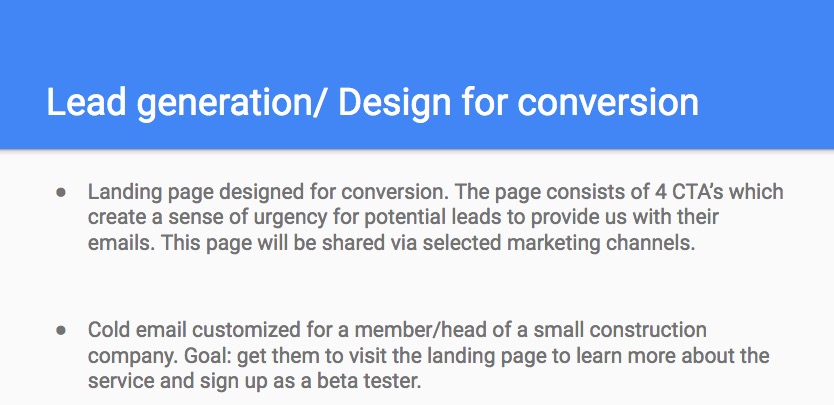 Lead generation/ Design for conversion
● Landing page designed for conversion. The page consists of 4 CTA’s which
create a sense of urgency for potential leads to provide us with their
emails. This page will be shared via selected marketing channels.
● Cold email customized for a member/head of a small construction
company. Goal: get them to visit the landing page to learn more about the
service and sign up as a beta tester.